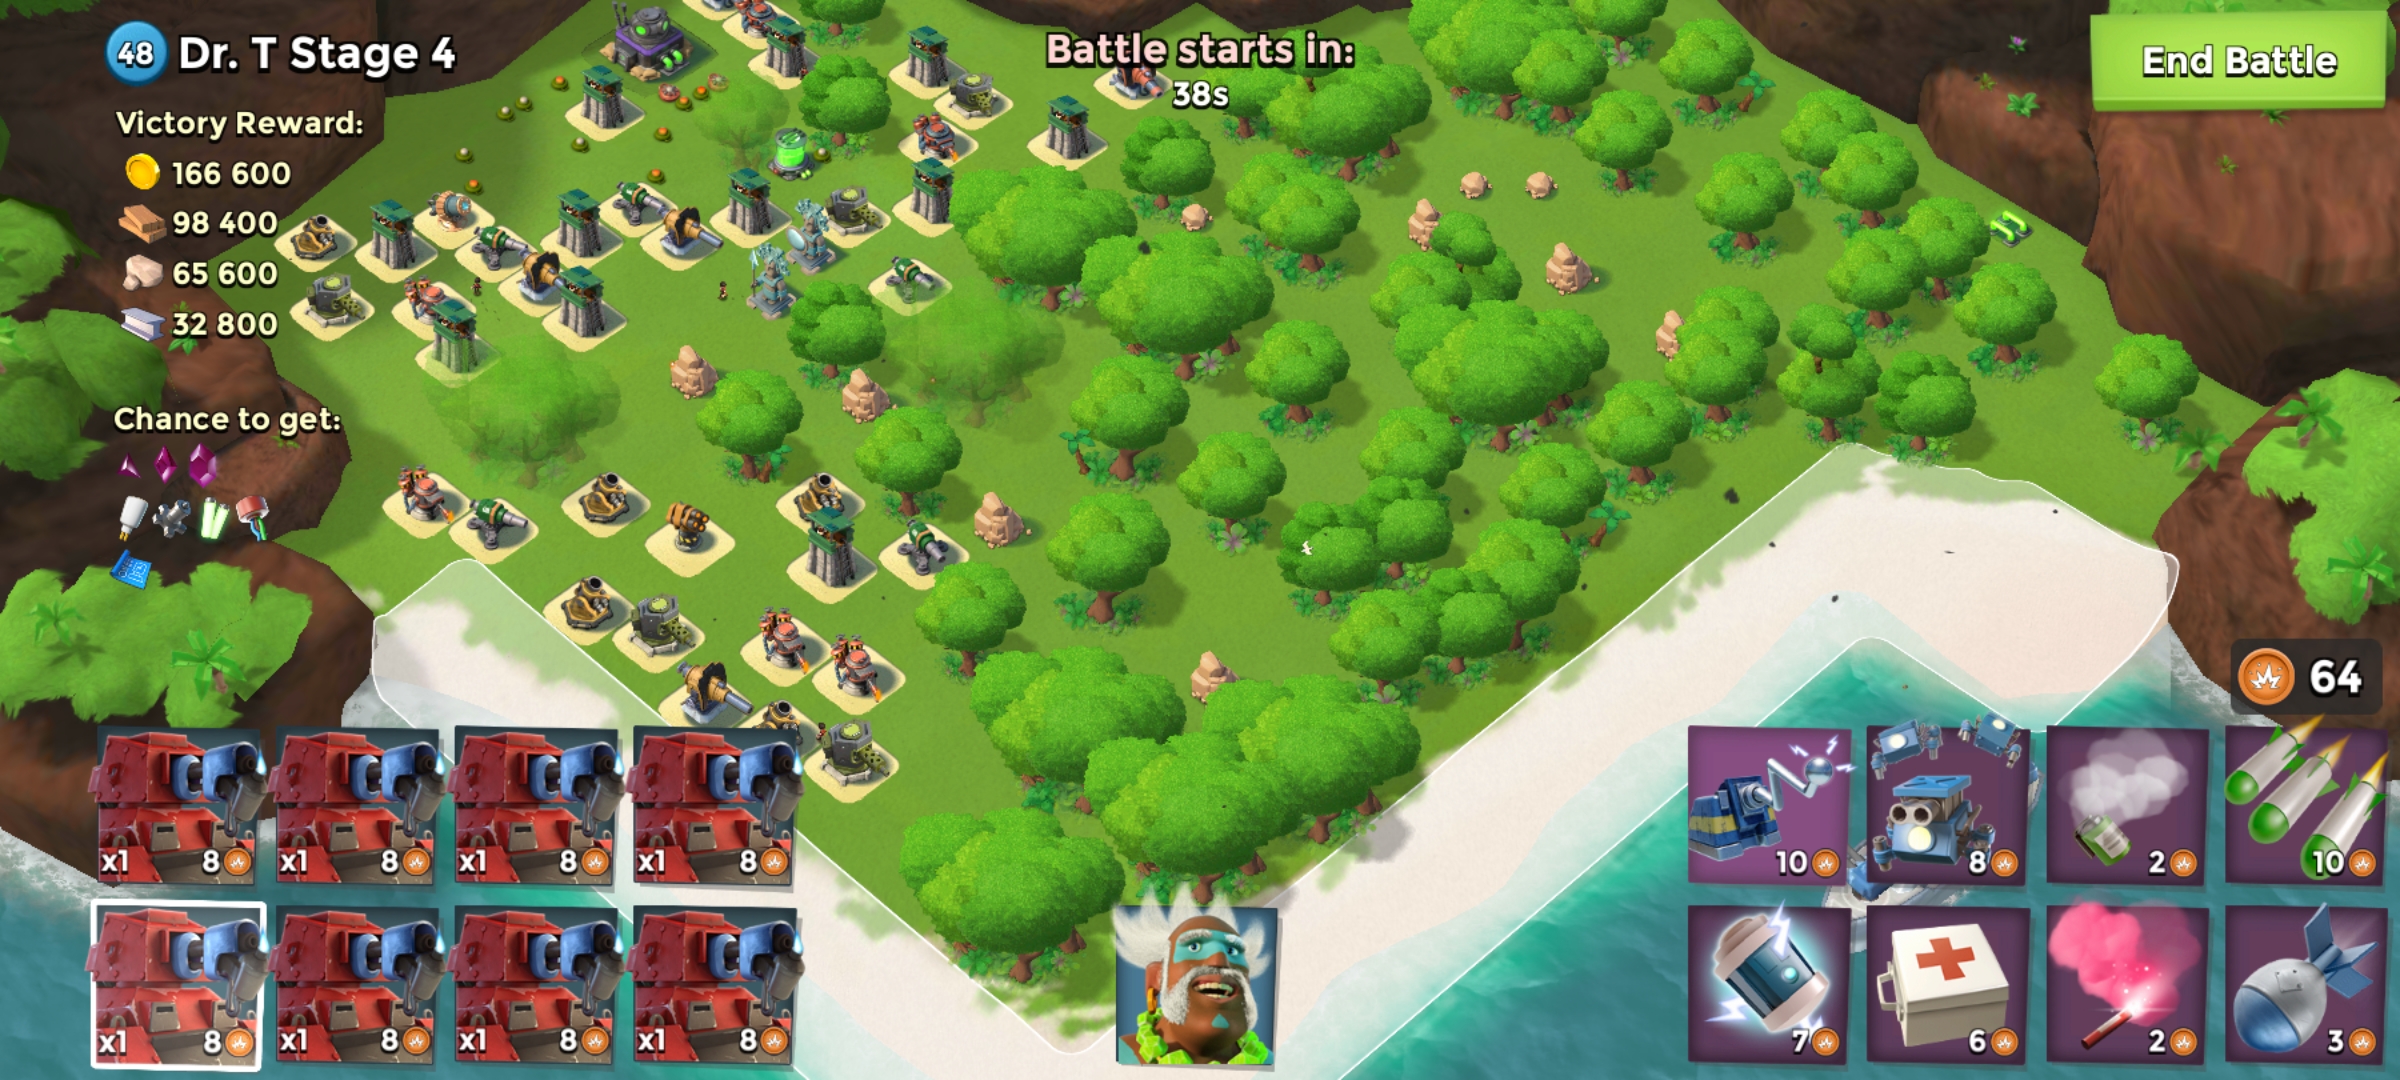 48 Dr. T Stage 4
Victory Reward:
166 600
98 400
65 600
32 800
Chance to get:
Battle starts in:
38s
End Battle
64
x1 8
x1 8
x1 8
x1 8
x1 8
x1 8
x1 8
x1 8
10
8
2
10
7
6
2
3